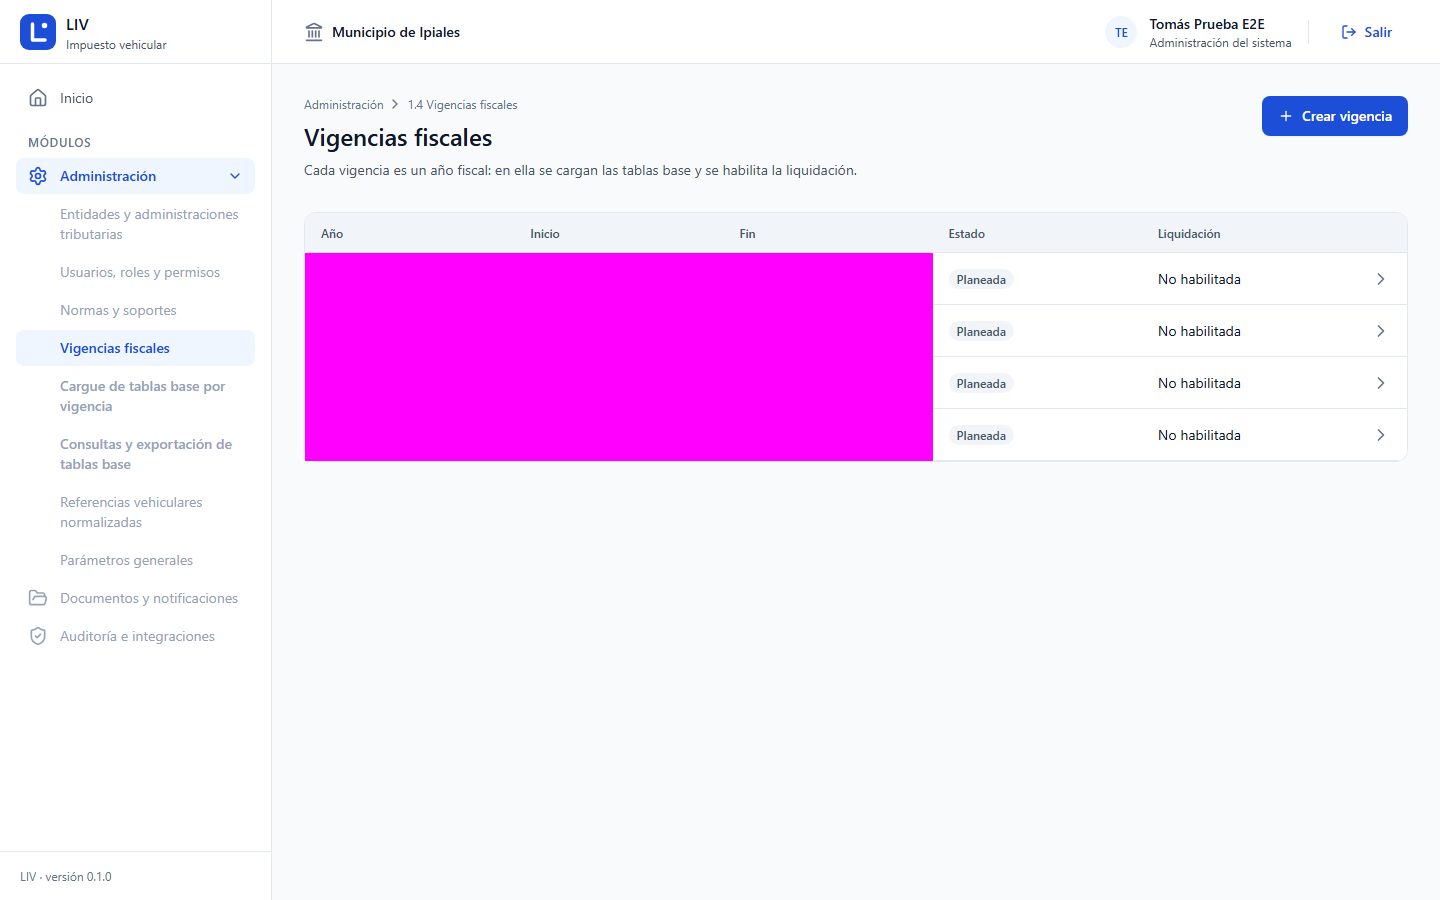 LIV
Impuesto vehicular
Municipio de Ipiales
TE
Tomás Prueba E2E
Administración del sistema
Salir
Inicio
MÓDULOS
Administración
Entidades y administraciones
tributarias
Usuarios, roles y permisos
Normas y soportes
Vigencias fiscales
Cargue de tablas base por
vigencia
Consultas y exportación de
tablas base
Referencias vehiculares
normalizadas
Parámetros generales
Documentos y notificaciones
Auditoría e integraciones
LIV · versión 0.1.0
Administración > 1.4 Vigencias fiscales
Vigencias fiscales
Cada vigencia es un año fiscal: en ella se cargan las tablas base y se habilita la liquidación.
+ Crear vigencia
Año Inicio Fin Estado Liquidación
Planeada No habilitada
Planeada No habilitada
Planeada No habilitada
Planeada No habilitada